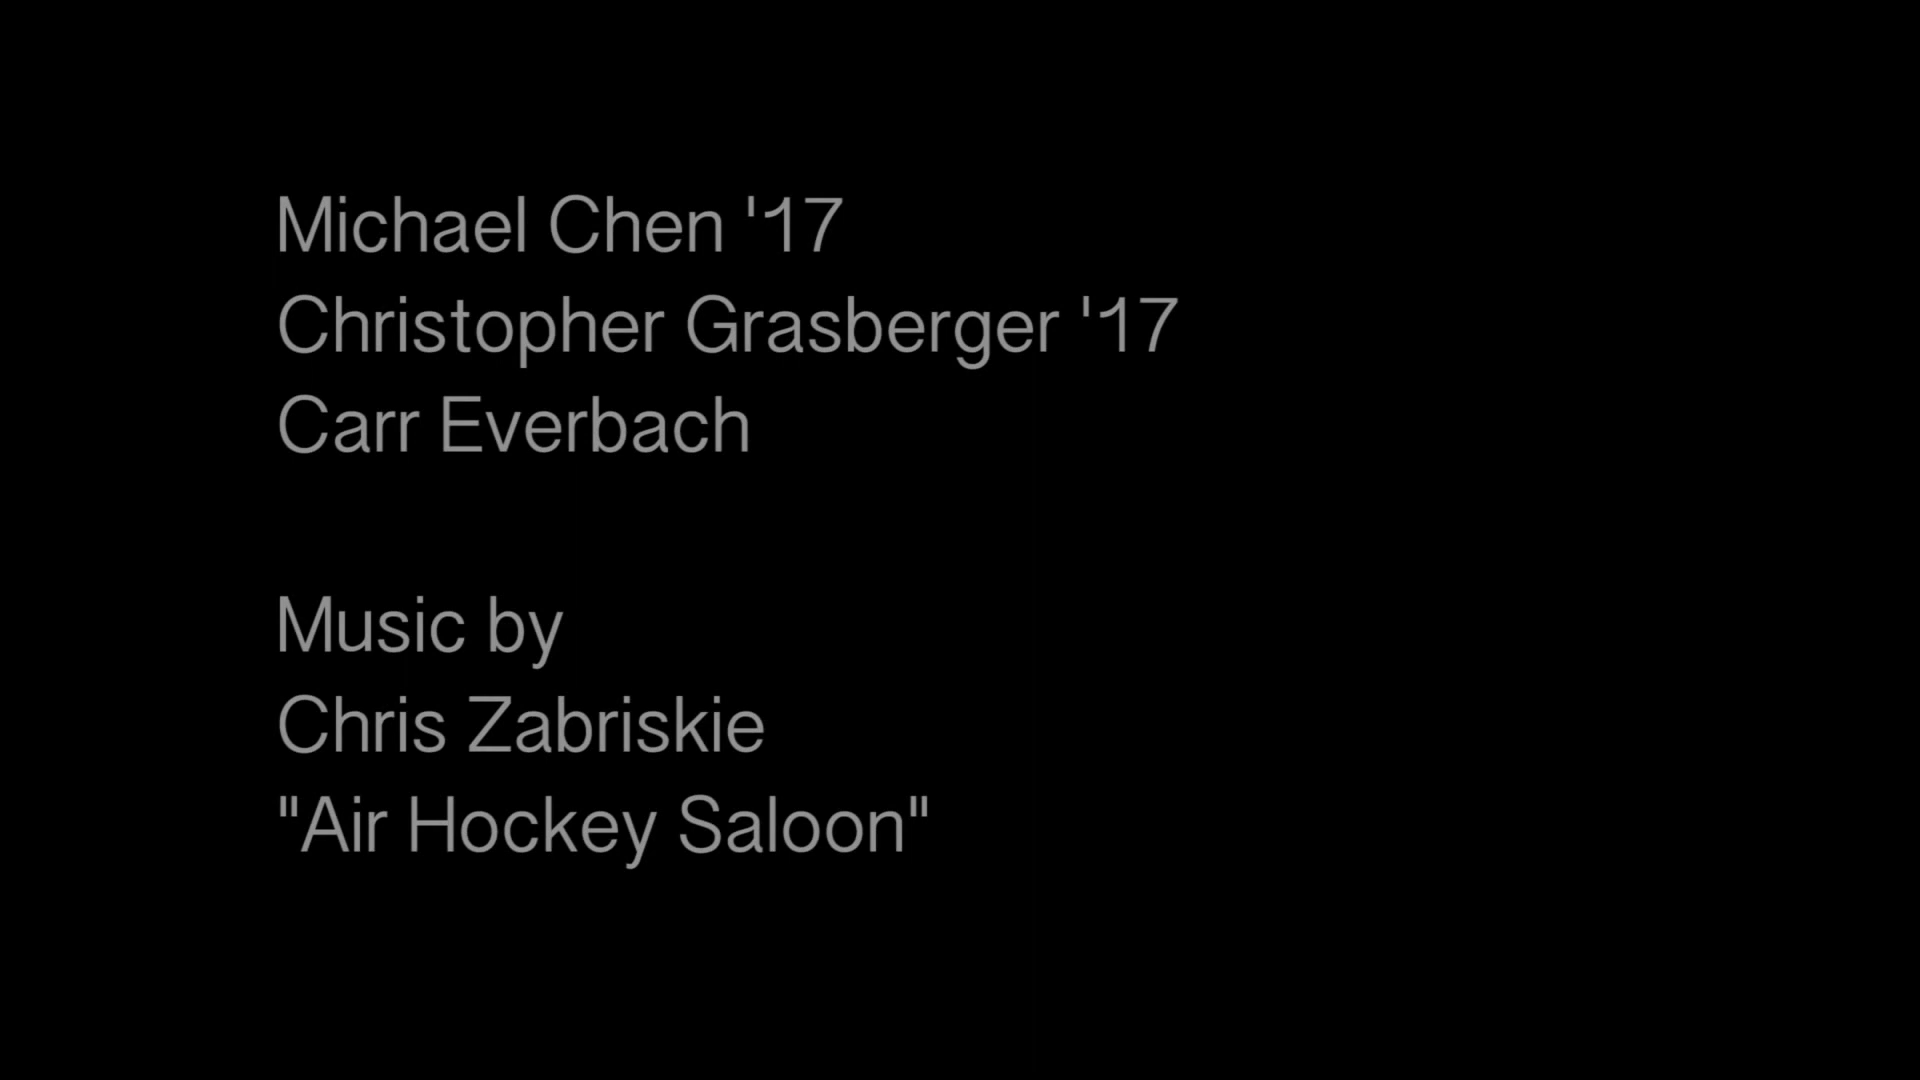 Michael Chen '17
Christopher Grasberger '17
Carr Everbach
Music by
Chris Zabriskie
"Air Hockey Saloon"